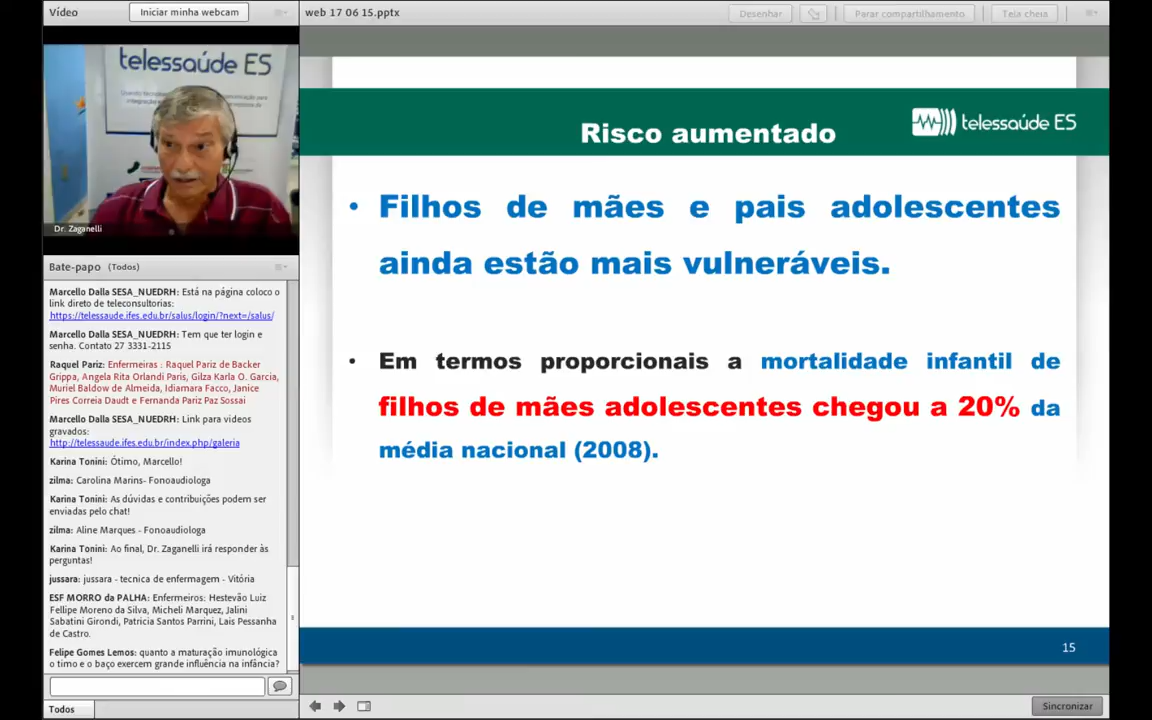 Vídeo
Iniciar minha webcam
web 17 06 15.pptx
Desenhar
Parar compartilhamento
Tela cheia
telessaúde ES
Dr. Zaganelli
Bate-papo (Todos)
Marcello Dalla SESA_NUEDRH: Está na página coloco o
link direto de teleconsultorias:
https://telessaude.ifes.edu.br/salus/login/?next=/salus/
Marcello Dalla SESA_NUEDRH: Tem que ter login e
senha. Contato 27 3331-2115
Raquel Pariz: Enfermeiras : Raquel Pariz de Backer
Grippa, Angela Rita Orlandi Paris, Gilza Karla O. Garcia,
Muriel Baldow de Almeida, Idiamara Facco, Janice
Pires Correia Daudt e Fernanda Pariz Paz Sossai
Marcello Dalla SESA_NUEDRH: Link para videos
gravados:
http://telessaude.ifes.edu.br/index.php/galeria
Karina Tonini: Ótimo, Marcello!
zilma: Carolina Marins- Fonoaudiologa
Karina Tonini: As dúvidas e contribuições podem ser
enviadas pelo chat!
zilma: Aline Marques - Fonoaudiologa
Karina Tonini: Ao final, Dr. Zaganelli irá responder às
perguntas!
jussara: jussara - tecnica de enfermagem - Vitória
ESF MORRO da PALHA: Enfermeiros: Hestevão Luiz
Fellipe Moreno da Silva, Micheli Marquez, Jalini
Sabatini Girondi, Patricia Santos Parrini, Lais Pessanha
de Castro.
Felipe Gomes Lemos: quanto a maturação imunológica
o timo e o baço exercem grande influência na infância?
Todos
Risco aumentado
telessaúde ES
• Filhos de mães e pais adolescentes
ainda estão mais vulneráveis.
• Em termos proporcionais a mortalidade infantil de
filhos de mães adolescentes chegou a 20% da
média nacional (2008).
15
Sincronizar